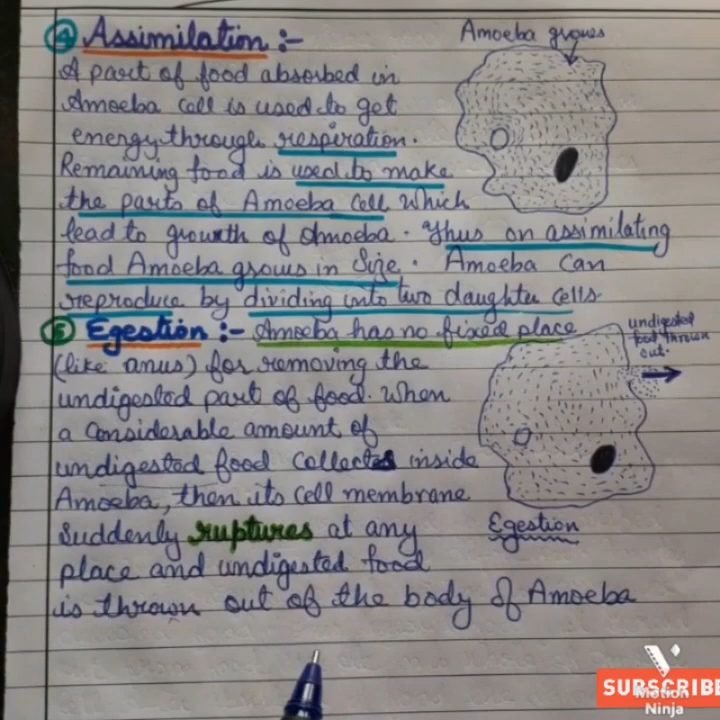 4 Assimilation :-
Amoeba grows
A part of food absorbed in
Amoeba cell is used to get
energy through respiration.
Remaining food is used to make
the parts of Amoeba cell which
lead to growth of Amoeba. Thus on assimilating
food Amoeba grows in Size. Amoeba can
reproduce by dividing into two daughter cells
5 Egestion :- Amoeba has no fixed place
undigested
food thrown
out.
(like anus) for removing the
undigested part of food. When
a considerable amount of
undigested food collects inside
Amoeba, then its cell membrane
Suddenly ruptures at any
Egestion
place and undigested food
is thrown out of the body of Amoeba
SUBSCRIBE
Motion
Ninja